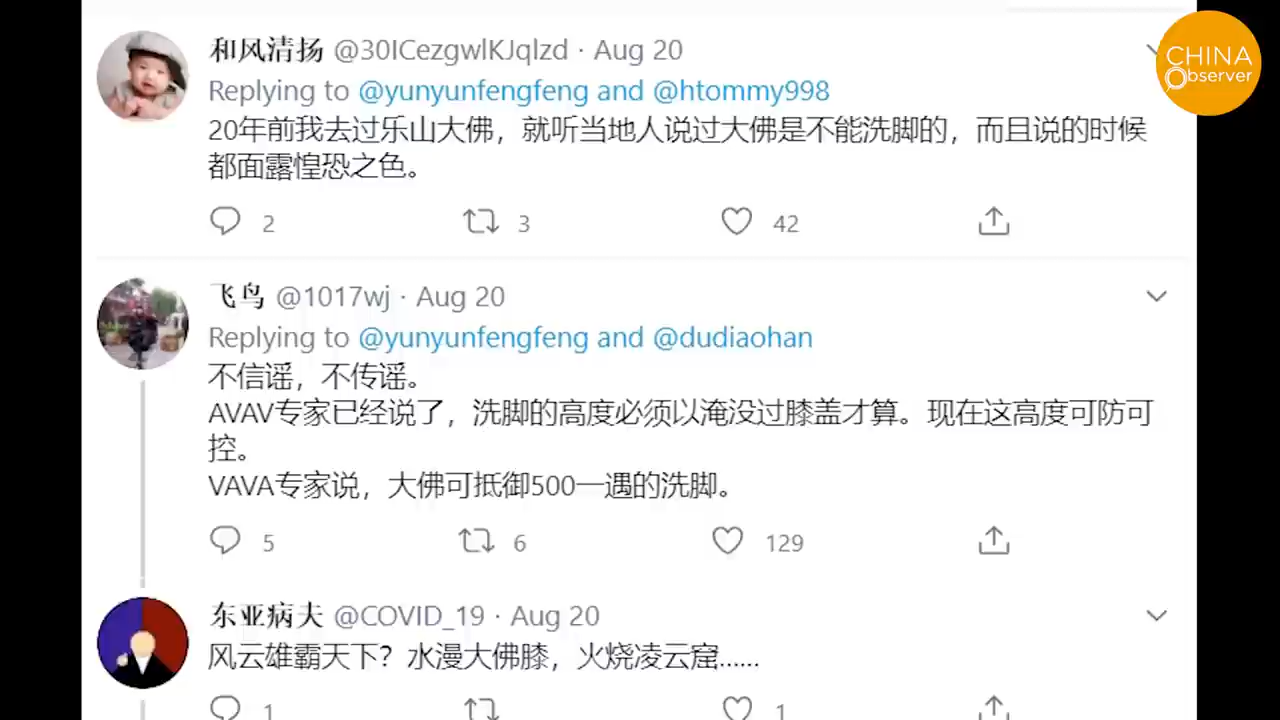 CHINA
Observer
和风清扬 @30ICezgwlKJqlzd · Aug 20
Replying to @yunyunfengfeng and @htommy998
20年前我去过乐山大佛，就听当地人说过大佛是不能洗脚的，而且说的时候
都面露惶恐之色。
2 3 42
飞鸟 @1017wj · Aug 20
Replying to @yunyunfengfeng and @dudiaohan
不信谣，不传谣。
AVAV专家已经说了，洗脚的高度必须以淹没过膝盖才算。现在这高度可防可
控。
VAVA专家说，大佛可抵御500一遇的洗脚。
5 6 129
东亚病夫 @COVID_19 · Aug 20
风云雄霸天下？水漫大佛膝，火烧凌云窟......
1 1